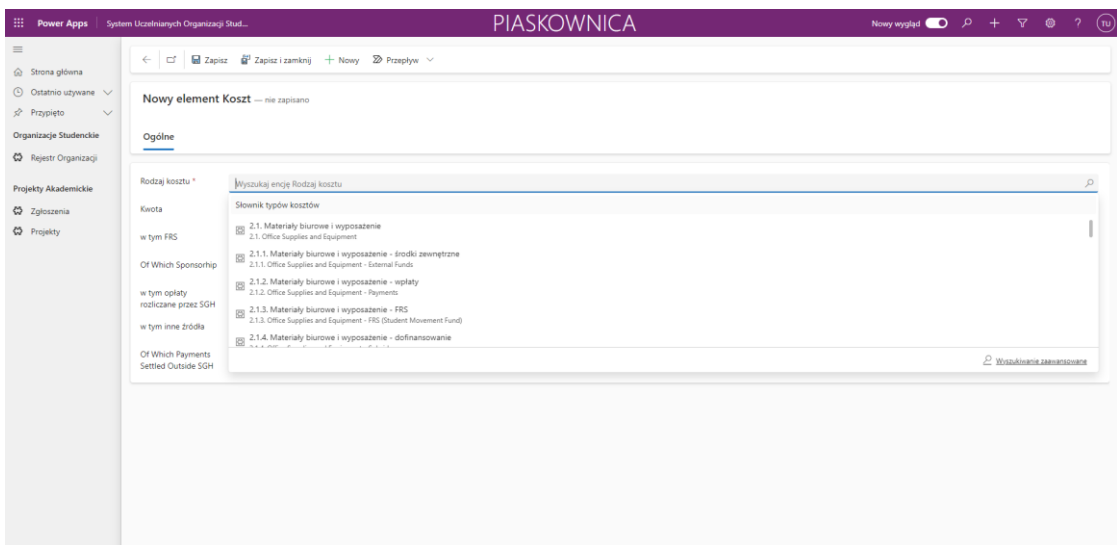 Power Apps System Uczelnianych Organizacji Stud... PIASKOWNICA Nowy wygląd TU
Strona główna
Ostatnio używane
Przypięto
Organizacje Studenckie
Rejestr Organizacji
Projekty Akademickie
Zgłoszenia
Projekty
Zapisz Zapisz i zamknij Nowy Przepływ
Nowy element Koszt — nie zapisano
Ogólne
Rodzaj kosztu * Wyszukaj encję Rodzaj kosztu
Kwota
w tym FRS
Of Which Sponsorhip
w tym opłaty
rozliczane przez SGH
w tym inne źródła
Of Which Payments
Settled Outside SGH
Słownik typów kosztów
2.1. Materiały biurowe i wyposażenie
2.1. Office Supplies and Equipment
2.1.1. Materiały biurowe i wyposażenie - środki zewnętrzne
2.1.1. Office Supplies and Equipment - External Funds
2.1.2. Materiały biurowe i wyposażenie - wpłaty
2.1.2. Office Supplies and Equipment - Payments
2.1.3. Materiały biurowe i wyposażenie - FRS
2.1.3. Office Supplies and Equipment - FRS (Student Movement Fund)
2.1.4. Materiały biurowe i wyposażenie - dofinansowanie
Wyszukiwanie zaawansowane